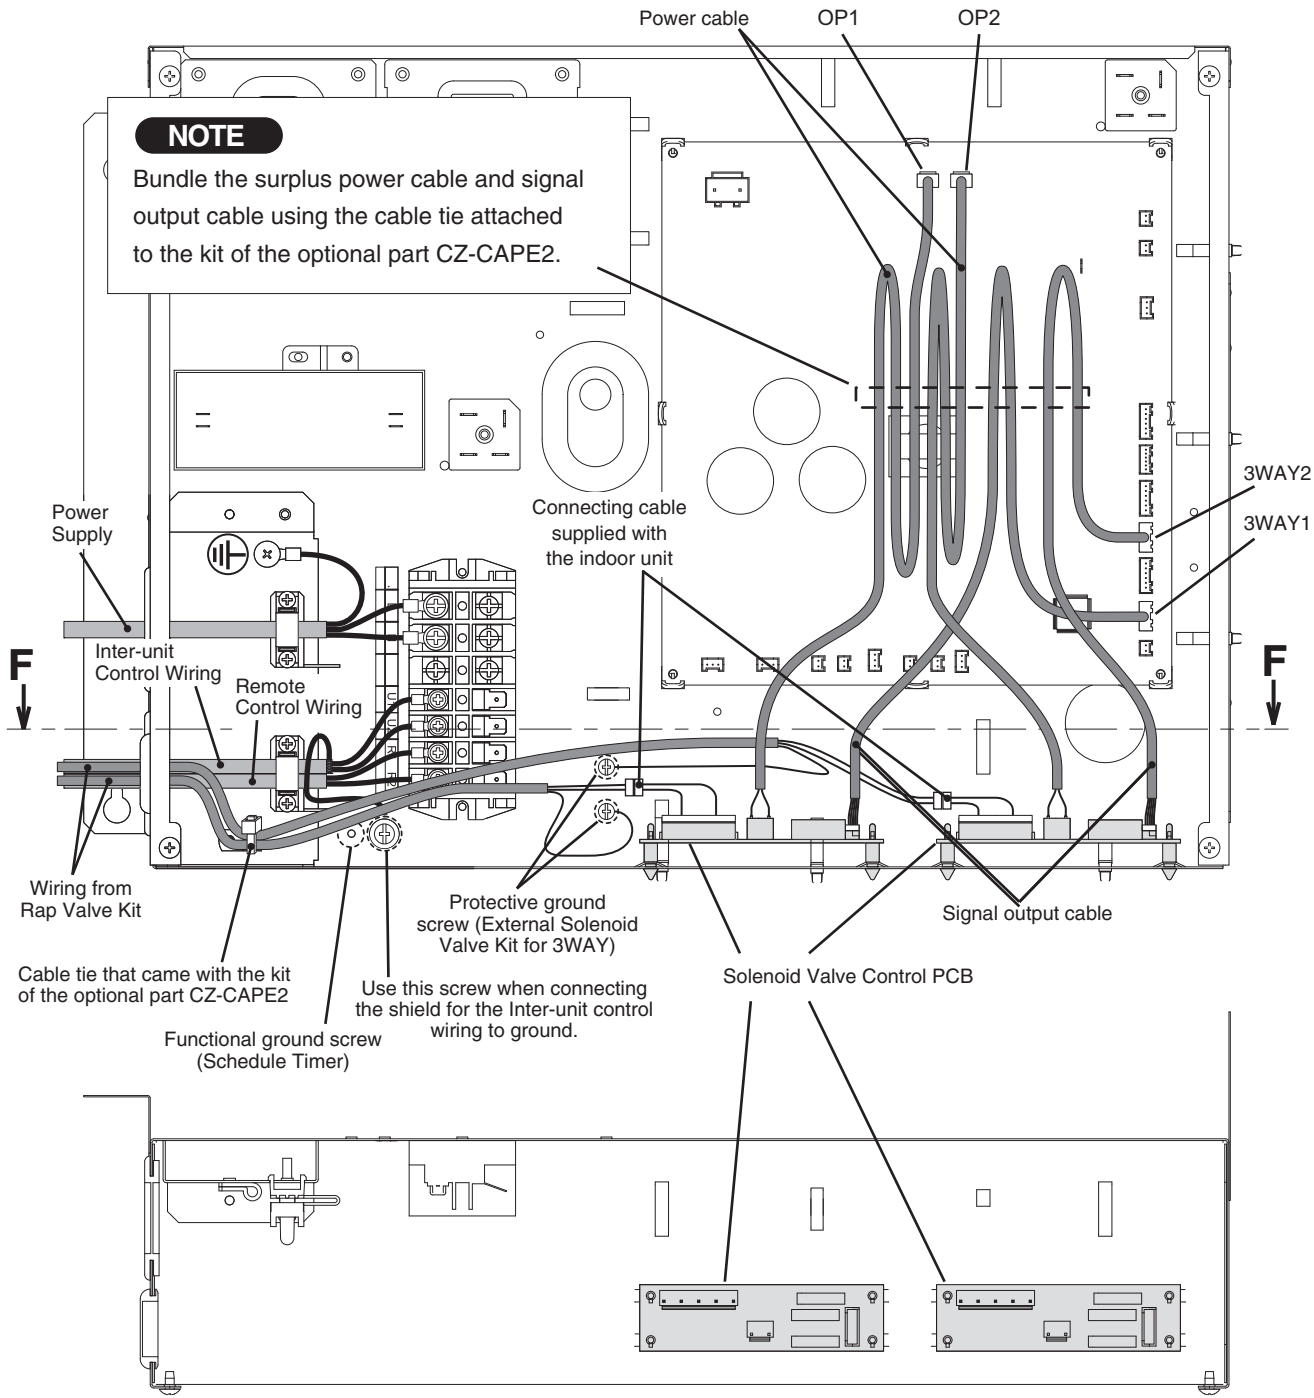 Power cable
OP1
OP2
NOTE
Bundle the surplus power cable and signal
output cable using the cable tie attached
to the kit of the optional part CZ-CAPE2.
Power
Supply
Connecting cable
supplied with
the indoor unit
3WAY2
3WAY1
Inter-unit
Control Wiring
Remote
Control Wiring
F
F
Wiring from
Rap Valve Kit
Protective ground
screw (External Solenoid
Valve Kit for 3WAY)
Signal output cable
Cable tie that came with the kit
of the optional part CZ-CAPE2
Use this screw when connecting
the shield for the Inter-unit control
wiring to ground.
Solenoid Valve Control PCB
Functional ground screw
(Schedule Timer)